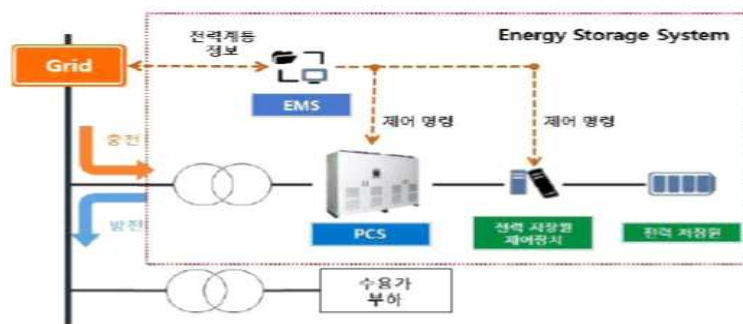 전력계통
정보
Energy Storage System
Grid
EMS
제어 명령
제어 명령
충전
방전
PCS
전력 저장원
제어장치
전력 저장원
수용가
부하